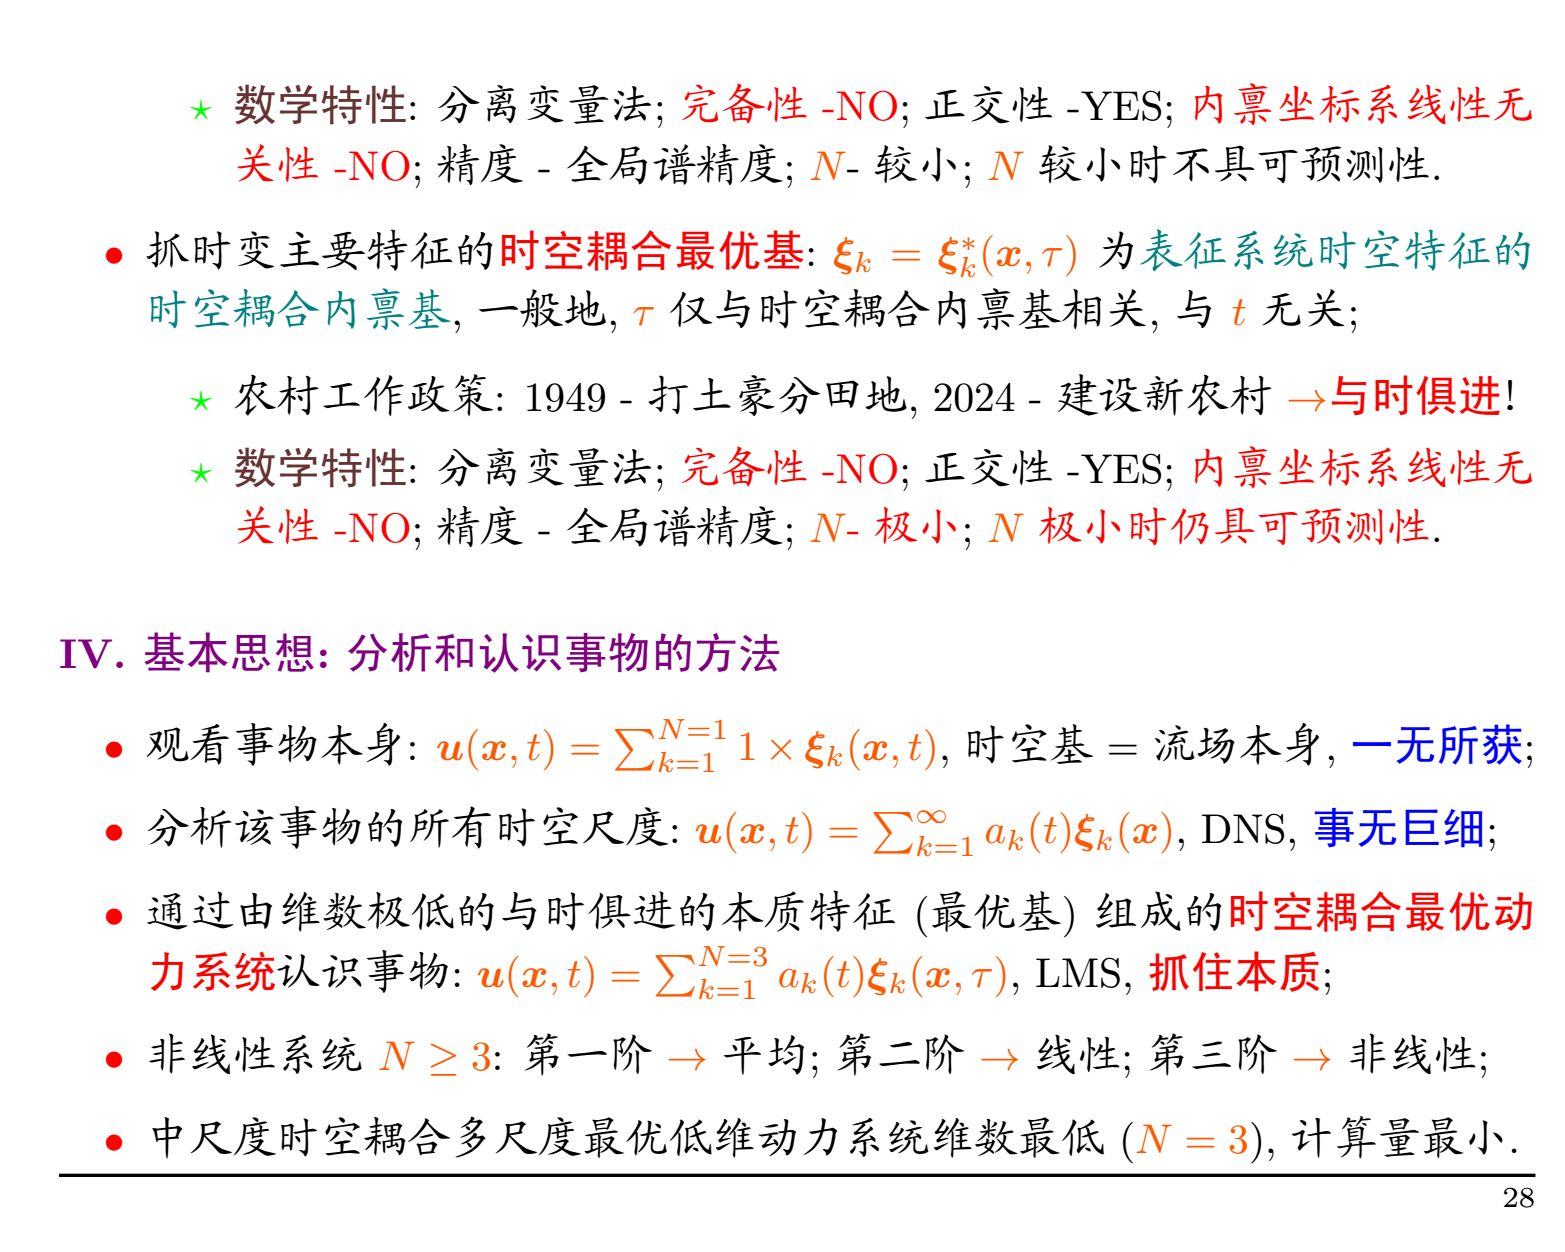 ⋆ 数学特性: 分离变量法; 完备性 -NO; 正交性 -YES; 内禀坐标系线性无
关性 -NO; 精度 - 全局谱精度; N- 较小; N 较小时不具可预测性.
• 抓时变主要特征的时空耦合最优基: ξ_k = ξ_k^*(x, τ) 为表征系统时空特征的
时空耦合内禀基, 一般地, τ 仅与时空耦合内禀基相关, 与 t 无关;
⋆ 农村工作政策: 1949 - 打土豪分田地, 2024 - 建设新农村 →与时俱进!
⋆ 数学特性: 分离变量法; 完备性 -NO; 正交性 -YES; 内禀坐标系线性无
关性 -NO; 精度 - 全局谱精度; N- 极小; N 极小时仍具可预测性.
IV. 基本思想: 分析和认识事物的方法
• 观看事物本身: u(x, t) = ∑_{k=1}^{N=1} 1 × ξ_k(x, t), 时空基 = 流场本身, 一无所获;
• 分析该事物的所有时空尺度: u(x, t) = ∑_{k=1}^{∞} a_k(t)ξ_k(x), DNS, 事无巨细;
• 通过由维数极低的与时俱进的本质特征 (最优基) 组成的时空耦合最优动
力系统认识事物: u(x, t) = ∑_{k=1}^{N=3} a_k(t)ξ_k(x, τ), LMS, 抓住本质;
• 非线性系统 N ≥ 3: 第一阶 → 平均; 第二阶 → 线性; 第三阶 → 非线性;
• 中尺度时空耦合多尺度最优低维动力系统维数最低 (N = 3), 计算量最小.
28